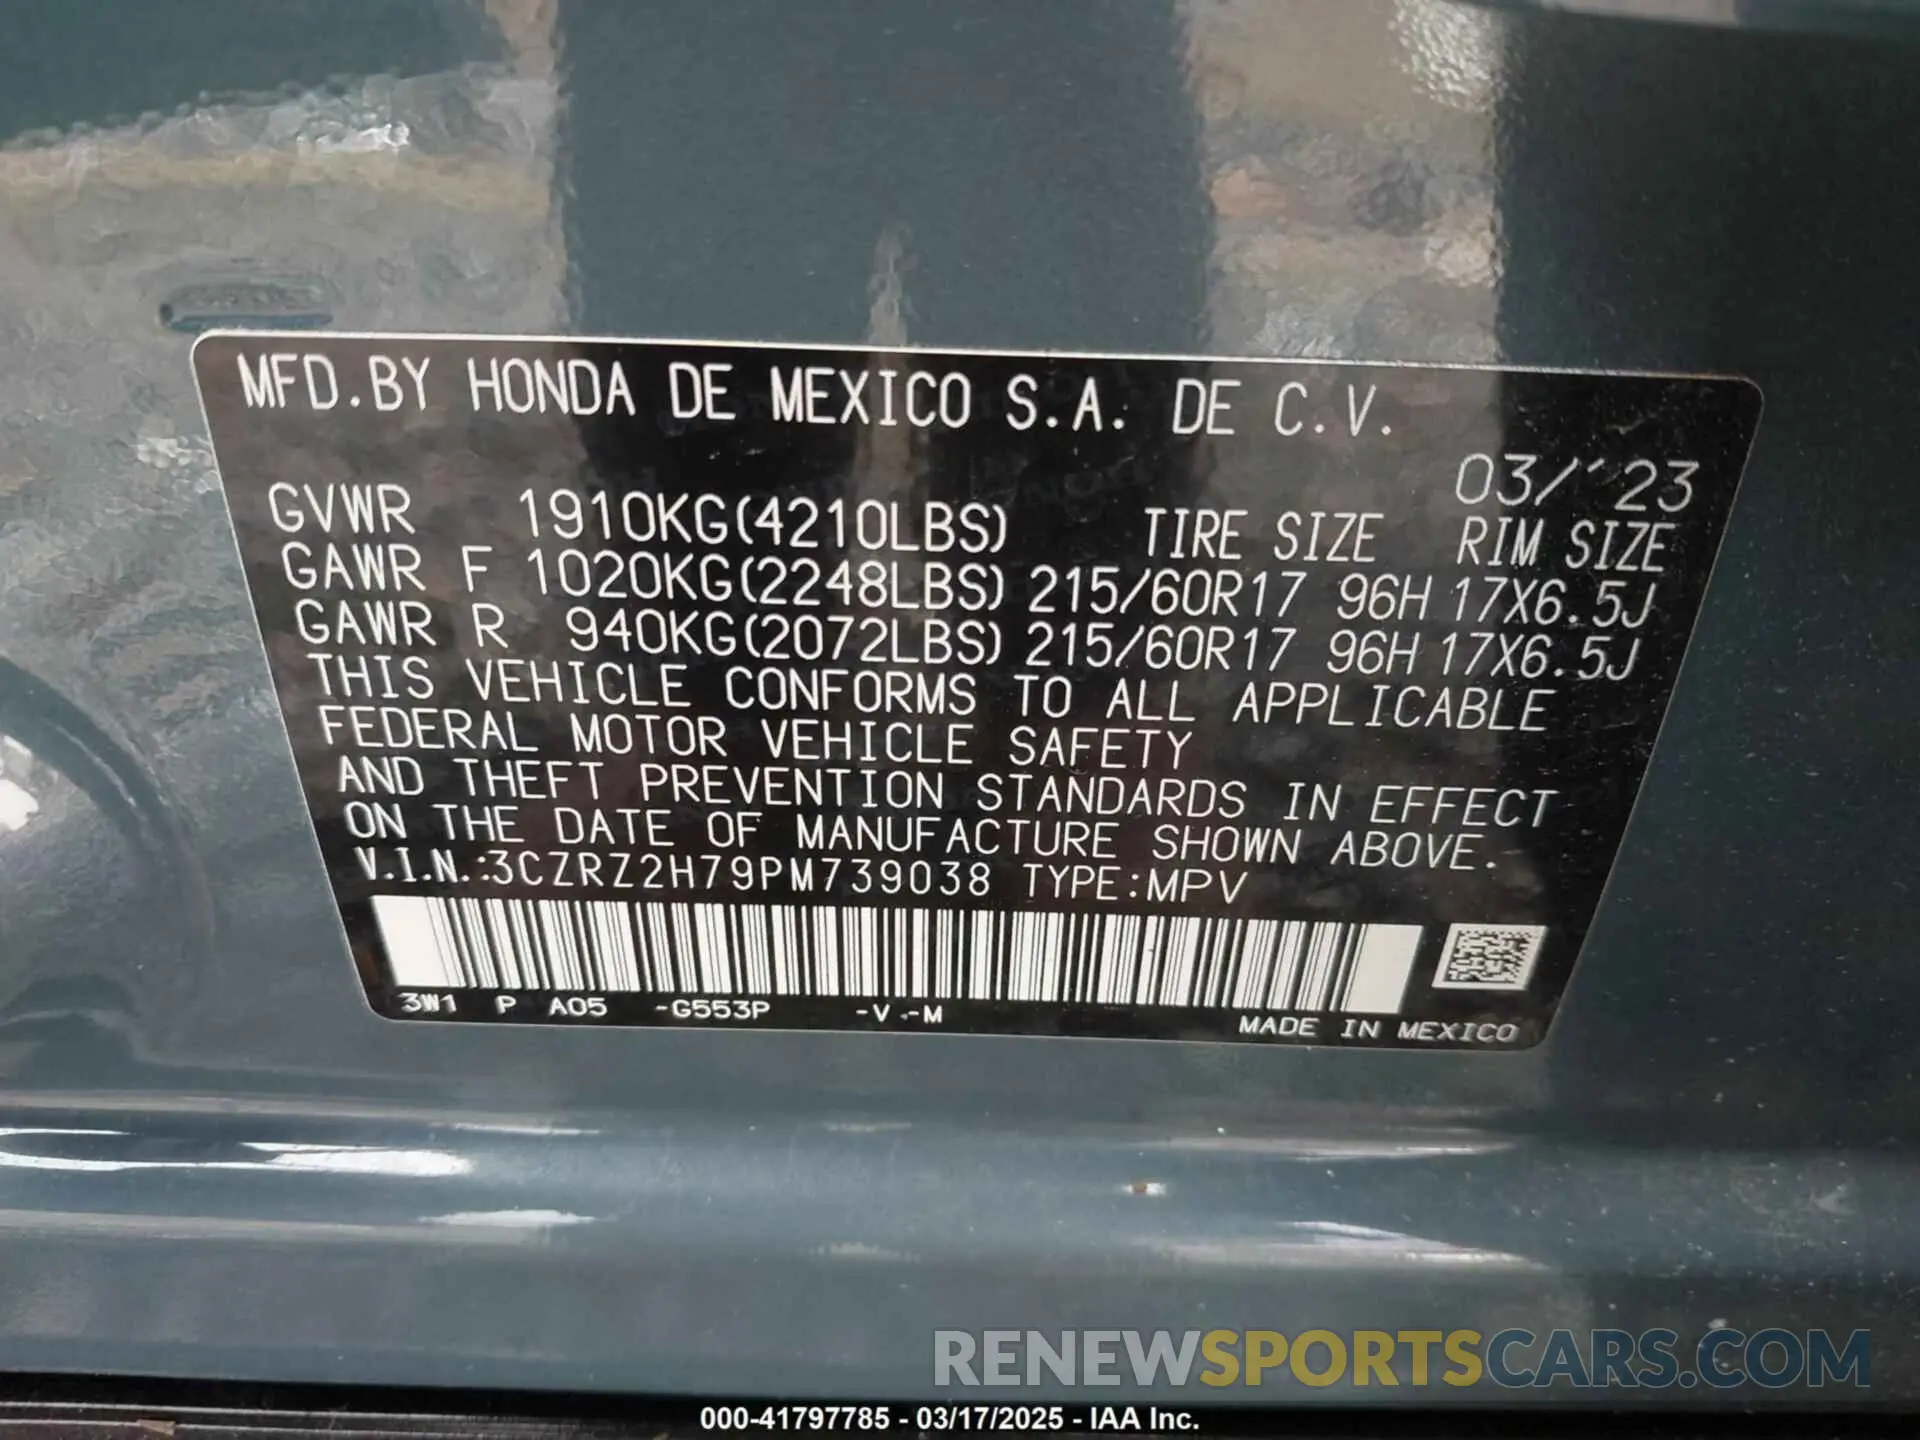 MFD.BY HONDA DE MEXICO S.A. DE C.V.
03/'23
GVWR 1910KG(4210LBS) TIRE SIZE RIM SIZE
GAWR F 1020KG(2248LBS) 215/60R17 96H 17X6.5J
GAWR R 940KG(2072LBS) 215/60R17 96H 17X6.5J
THIS VEHICLE CONFORMS TO ALL APPLICABLE
FEDERAL MOTOR VEHICLE SAFETY
AND THEFT PREVENTION STANDARDS IN EFFECT
ON THE DATE OF MANUFACTURE SHOWN ABOVE.
V.I.N.:3CZRZ2H79PM739038 TYPE:MPV
3W1 P A05 -G553P -V -M
MADE IN MEXICO
RENEWSPORTSCARS.COM
000-41797785 - 03/17/2025 - IAA Inc.